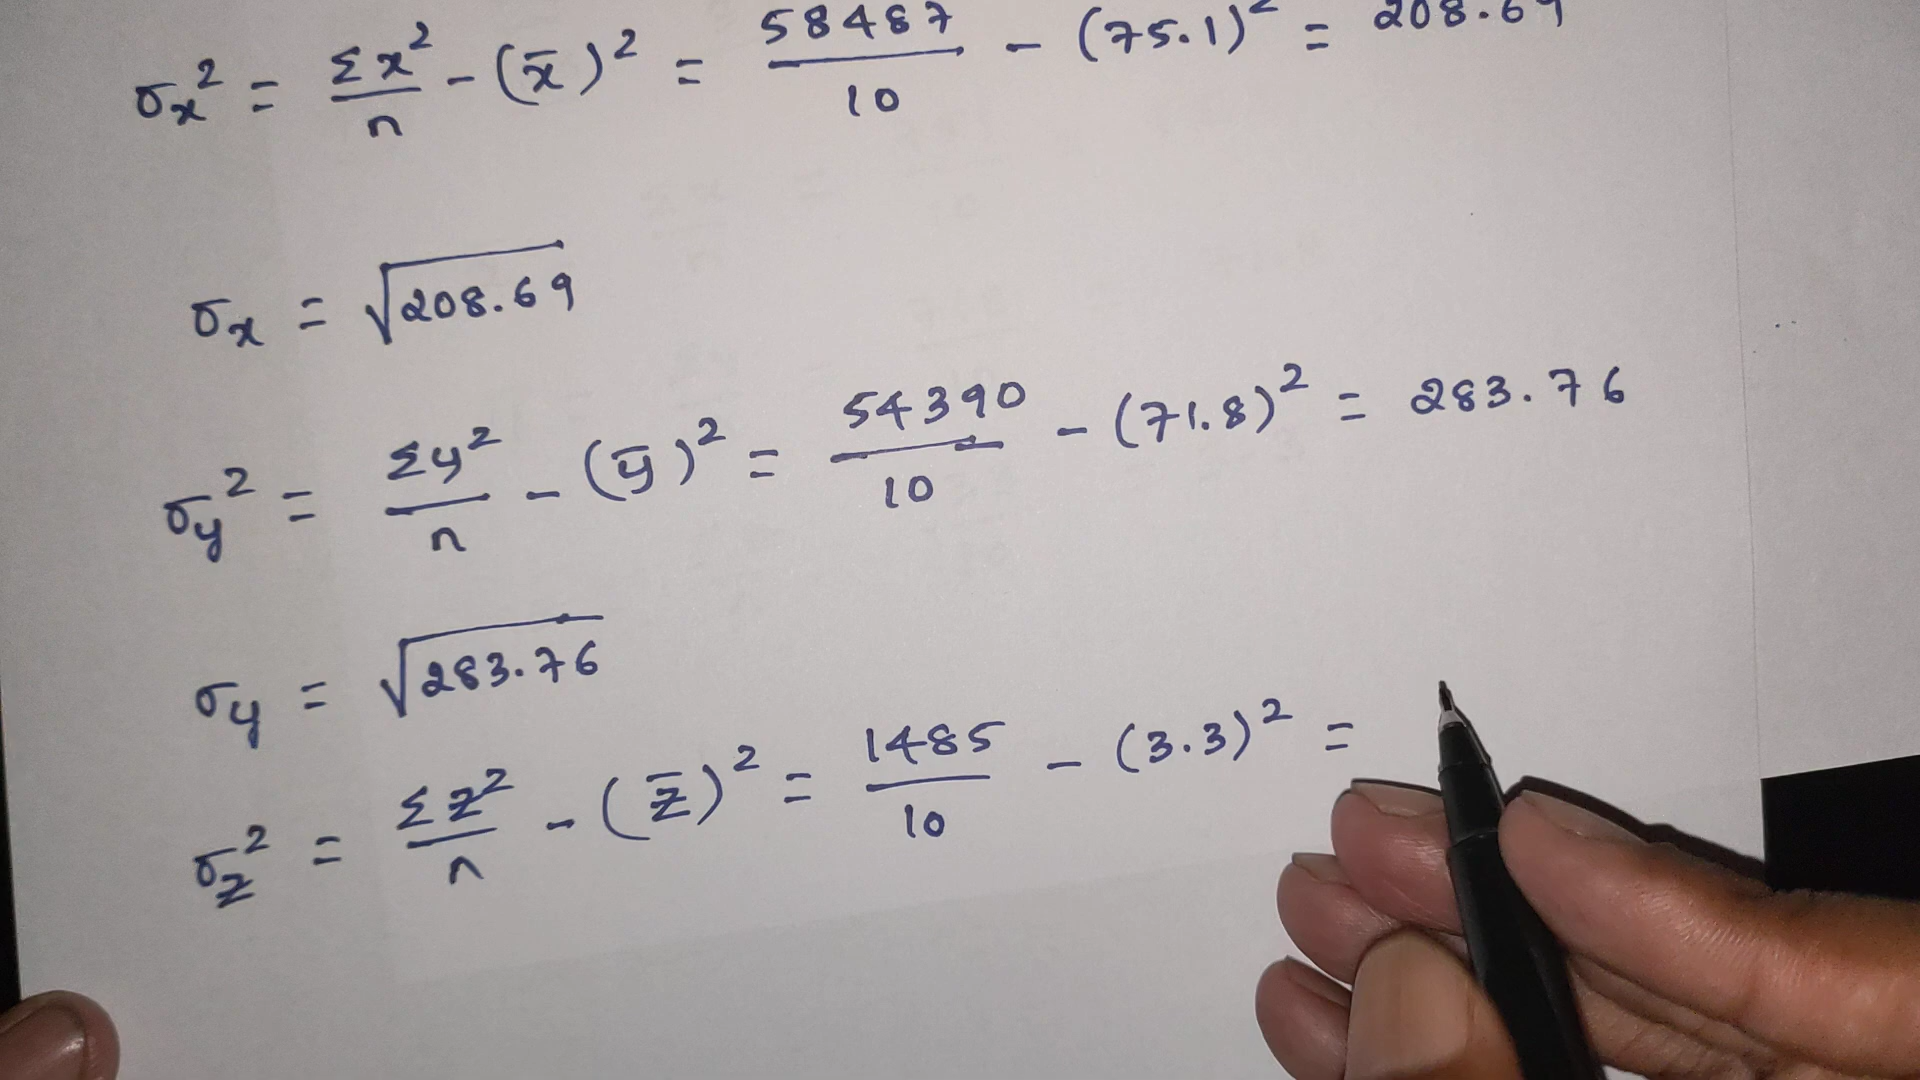 σx² = Σx²/n - (x̄)² = 58487/10 - (75.1)² = 208.69
σx = √208.69
σy² = Σy²/n - (ȳ)² = 54390/10 - (71.8)² = 283.76
σy = √283.76
σz² = Σz²/n - (z̄)² = 1485/10 - (3.3)² =